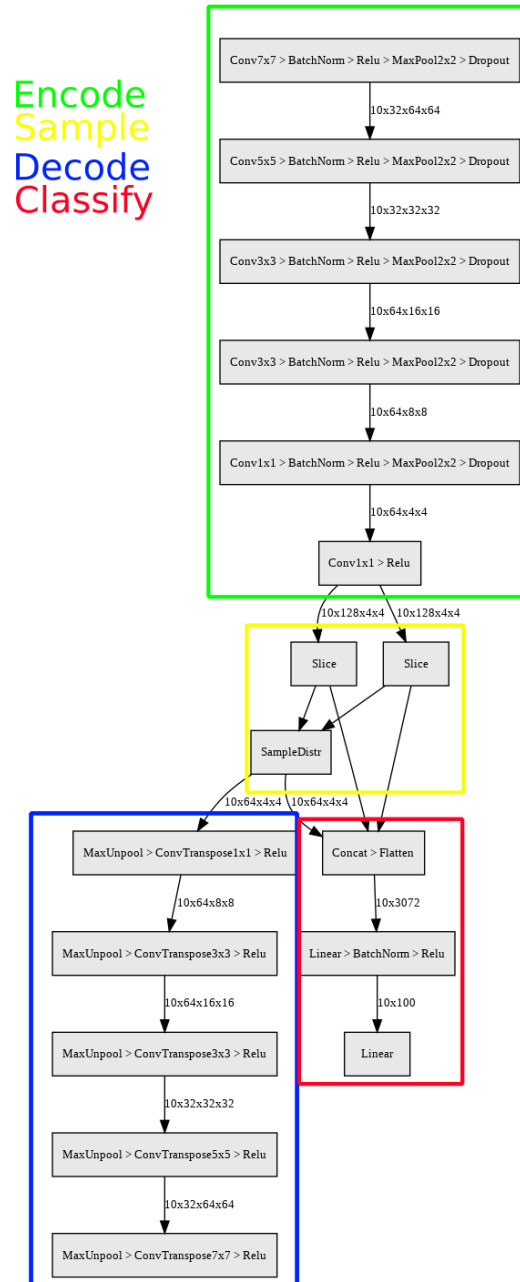 Conv7x7 > BatchNorm > Relu > MaxPool2x2 > Dropout
Encode
Sample
Decode
Classify
10x32x64x64
Conv5x5 > BatchNorm > Relu > MaxPool2x2 > Dropout
10x32x32x32
Conv3x3 > BatchNorm > Relu > MaxPool2x2 > Dropout
10x64x16x16
Conv3x3 > BatchNorm > Relu > MaxPool2x2 > Dropout
10x64x8x8
Conv1x1 > BatchNorm > Relu > MaxPool2x2 > Dropout
10x64x4x4
Conv1x1 > Relu
10x128x4x4
10x128x4x4
Slice
Slice
SampleDistr
10x64x4x4
10x64x4x4
MaxUnpool > ConvTranspose1x1 > Relu
Concat > Flatten
10x64x8x8
10x3072
MaxUnpool > ConvTranspose3x3 > Relu
Linear > BatchNorm > Relu
10x64x16x16
10x100
MaxUnpool > ConvTranspose3x3 > Relu
Linear
10x32x32x32
MaxUnpool > ConvTranspose5x5 > Relu
10x32x64x64
MaxUnpool > ConvTranspose7x7 > Relu